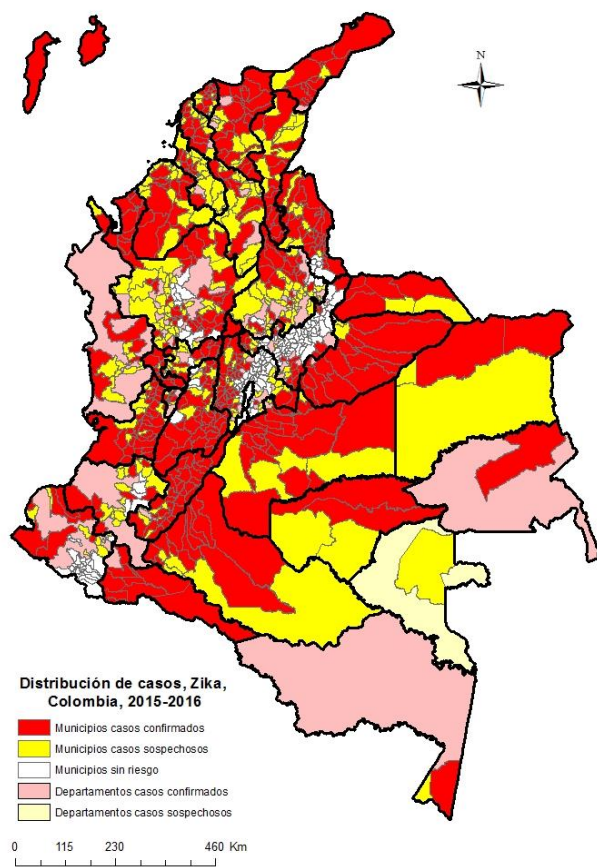 N
Distribución de casos, Zika,
Colombia, 2015-2016
Municipios casos confirmados
Municipios casos sospechosos
Municipios sin riesgo
Departamentos casos confirmados
Departamentos casos sospechosos
0 115 230 460 Km